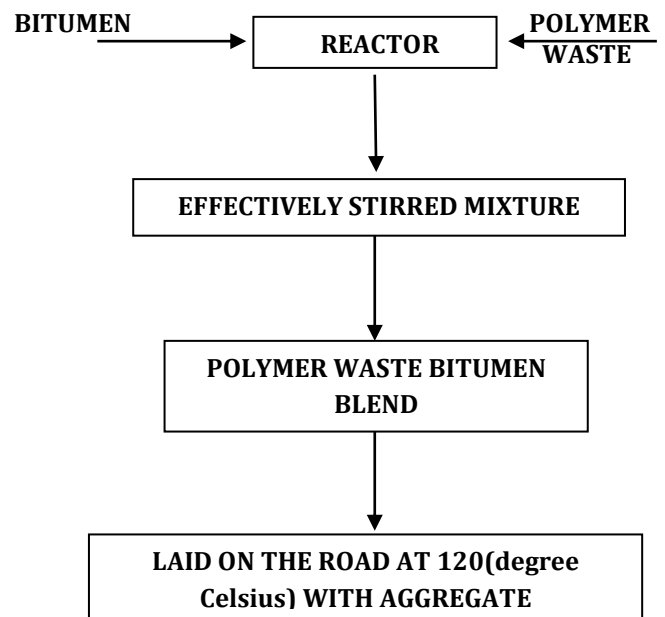 BITUMEN
REACTOR
POLYMER
WASTE
EFFECTIVELY STIRRED MIXTURE
POLYMER WASTE BITUMEN
BLEND
LAID ON THE ROAD AT 120(degree
Celsius) WITH AGGREGATE